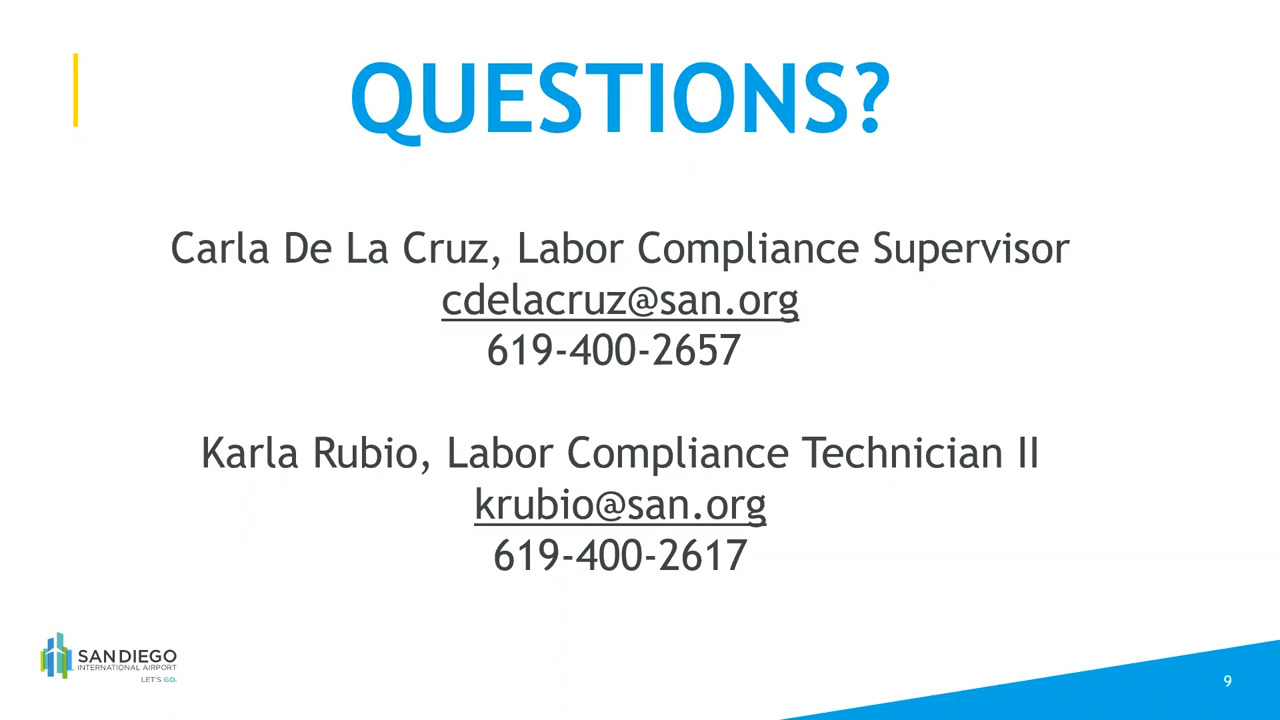 QUESTIONS?
Carla De La Cruz, Labor Compliance Supervisor
cdelacruz@san.org
619-400-2657
Karla Rubio, Labor Compliance Technician II
krubio@san.org
619-400-2617
SAN DIEGO
INTERNATIONAL AIRPORT
LET'S GO.
9